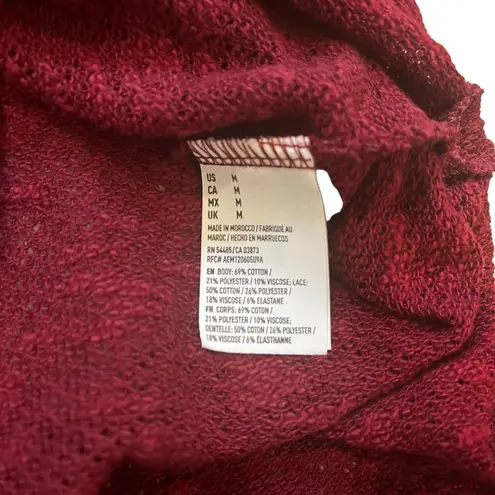 US M
CA M
MX M
UK M
MADE IN MOROCCO / FABRIQUÉ AU
MAROC / HECHO EN MARRUECOS
RN 54485/CA 03873
RFC# AEM120605U9A
EN BODY: 69% COTTON /
21% POLYESTER / 10% VISCOSE; LACE:
50% COTTON / 26% POLYESTER /
18% VISCOSE / 6% ELASTANE
FR CORPS: 69% COTON /
21% POLYESTER / 10% VISCOSE;
DENTELLE: 50% COTON / 26% POLYESTER /
18% VISCOSE / 6% ÉLASTHANNE